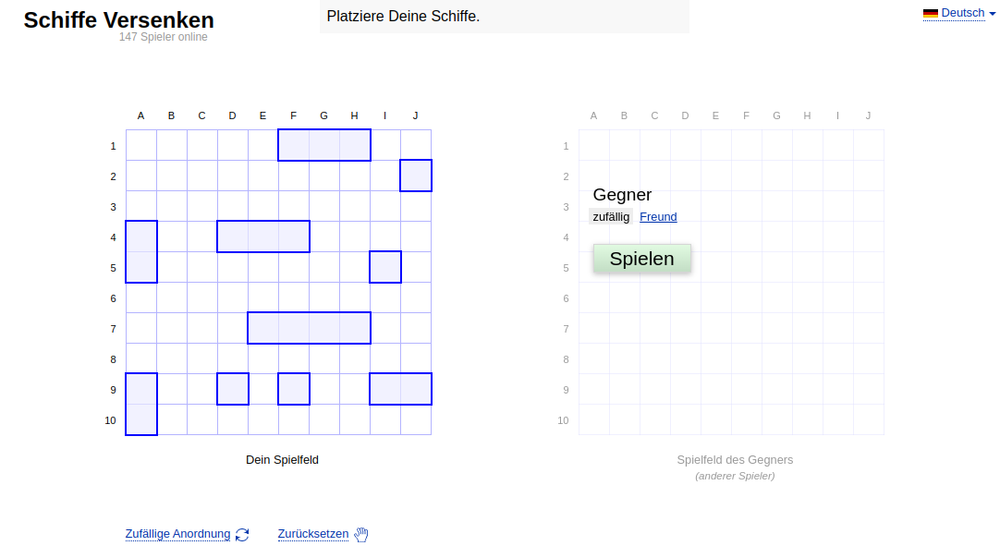 Schiffe Versenken
147 Spieler online
Platziere Deine Schiffe.
Deutsch
A B C D E F G H I J
1
2
3
4
5
6
7
8
9
10
Dein Spielfeld
A B C D E F G H I J
1
2
3
4
5
6
7
8
9
10
Gegner
zufällig Freund
Spielen
Spielfeld des Gegners
(anderer Spieler)
Zufällige Anordnung Zurücksetzen